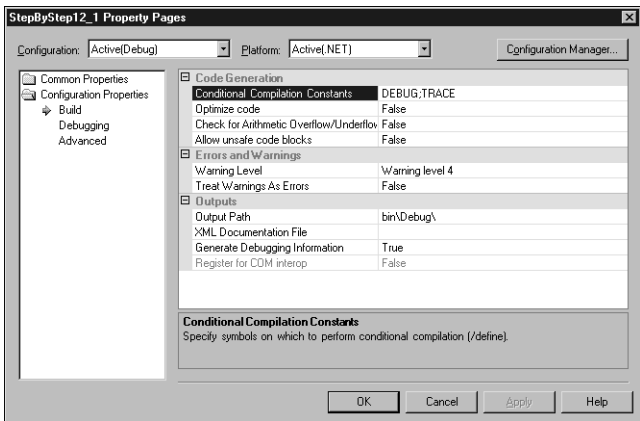 StepByStep12_1 Property Pages
Configuration: Active(Debug) Platform: Active(.NET) Configuration Manager...
Common Properties
Configuration Properties
Build
Debugging
Advanced
Code Generation
Conditional Compilation Constants DEBUG;TRACE
Optimize code False
Check for Arithmetic Overflow/Underflow False
Allow unsafe code blocks False
Errors and Warnings
Warning Level Warning level 4
Treat Warnings As Errors False
Outputs
Output Path bin\Debug\
XML Documentation File
Generate Debugging Information True
Register for COM interop False
Conditional Compilation Constants
Specify symbols on which to perform conditional compilation (/define).
OK Cancel Apply Help